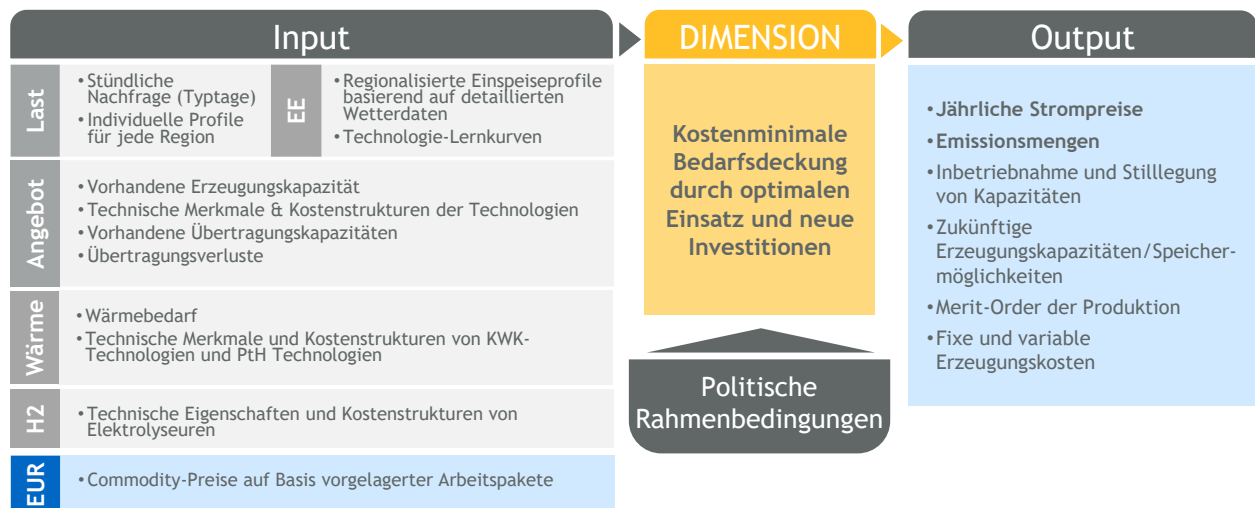 Input
Last
• Stündliche
Nachfrage (Typtage)
• Individuelle Profile
für jede Region
EE
• Regionalisierte Einspeiseprofile
basierend auf detaillierten
Wetterdaten
• Technologie-Lernkurven
Angebot
• Vorhandene Erzeugungskapazität
• Technische Merkmale & Kostenstrukturen der Technologien
• Vorhandene Übertragungskapazitäten
• Übertragungsverluste
Wärme
• Wärmebedarf
• Technische Merkmale und Kostenstrukturen von KWK-
Technologien und PtH Technologien
H2
• Technische Eigenschaften und Kostenstrukturen von
Elektrolyseuren
EUR
• Commodity-Preise auf Basis vorgelagerter Arbeitspakete
DIMENSION
Kostenminimale
Bedarfsdeckung
durch optimalen
Einsatz und neue
Investitionen
Politische
Rahmenbedingungen
Output
• Jährliche Strompreise
• Emissionsmengen
• Inbetriebnahme und Stilllegung
von Kapazitäten
• Zukünftige
Erzeugungskapazitäten/Speicher-
möglichkeiten
• Merit-Order der Produktion
• Fixe und variable
Erzeugungskosten